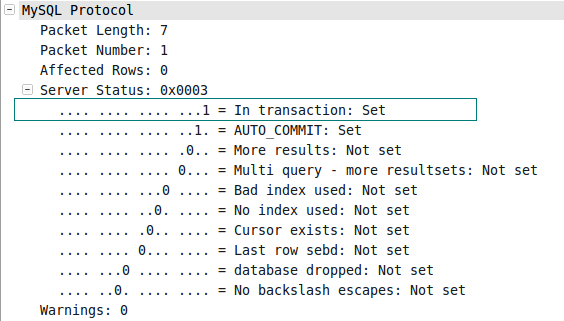 MySQL Protocol
Packet Length: 7
Packet Number: 1
Affected Rows: 0
Server Status: 0x0003
.... .... .... ...1 = In transaction: Set
.... .... .... ..1. = AUTO_COMMIT: Set
.... .... .... .0.. = More results: Not set
.... .... .... 0... = Multi query - more resultsets: Not set
.... .... ...0 .... = Bad index used: Not set
.... .... ..0. .... = No index used: Not set
.... .... .0.. .... = Cursor exists: Not set
.... .... 0... .... = Last row sebd: Not set
.... ...0 .... .... = database dropped: Not set
.... ..0. .... .... = No backslash escapes: Not set
Warnings: 0